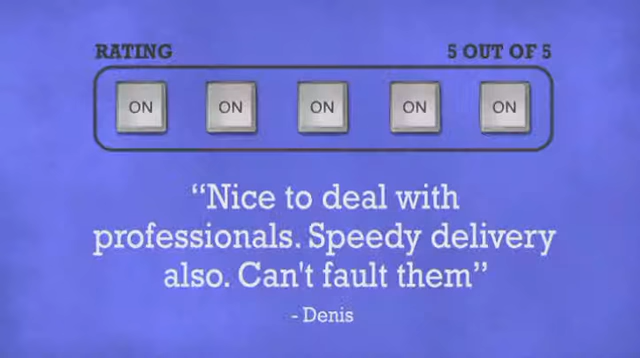 RATING 5 OUT OF 5
ON ON ON ON ON
“Nice to deal with
professionals. Speedy delivery
also. Can't fault them”
- Denis